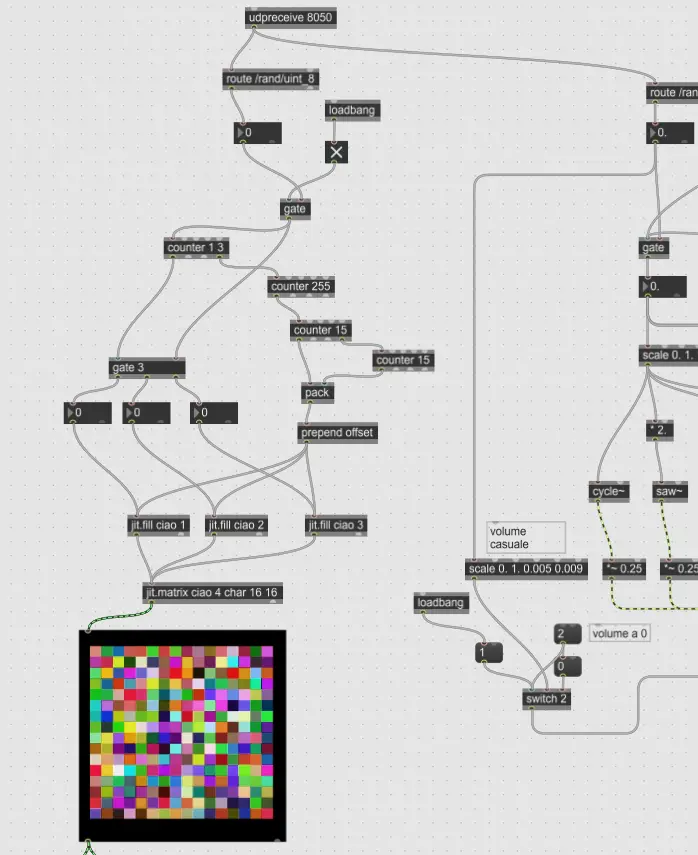 udpreceive 8050
route /rand/uint_8
loadbang
route /ran
0
0.
gate
counter 1 3
gate
counter 255
0.
counter 15
scale 0. 1.
counter 15
gate 3
pack
0
0
0
prepend offset
* 2.
cycle~
saw~
jit.fill ciao 1
jit.fill ciao 2
jit.fill ciao 3
volume
casuale
scale 0. 1. 0.005 0.009
*~ 0.25
*~ 0.25
jit.matrix ciao 4 char 16 16
loadbang
2
volume a 0
1
0
switch 2